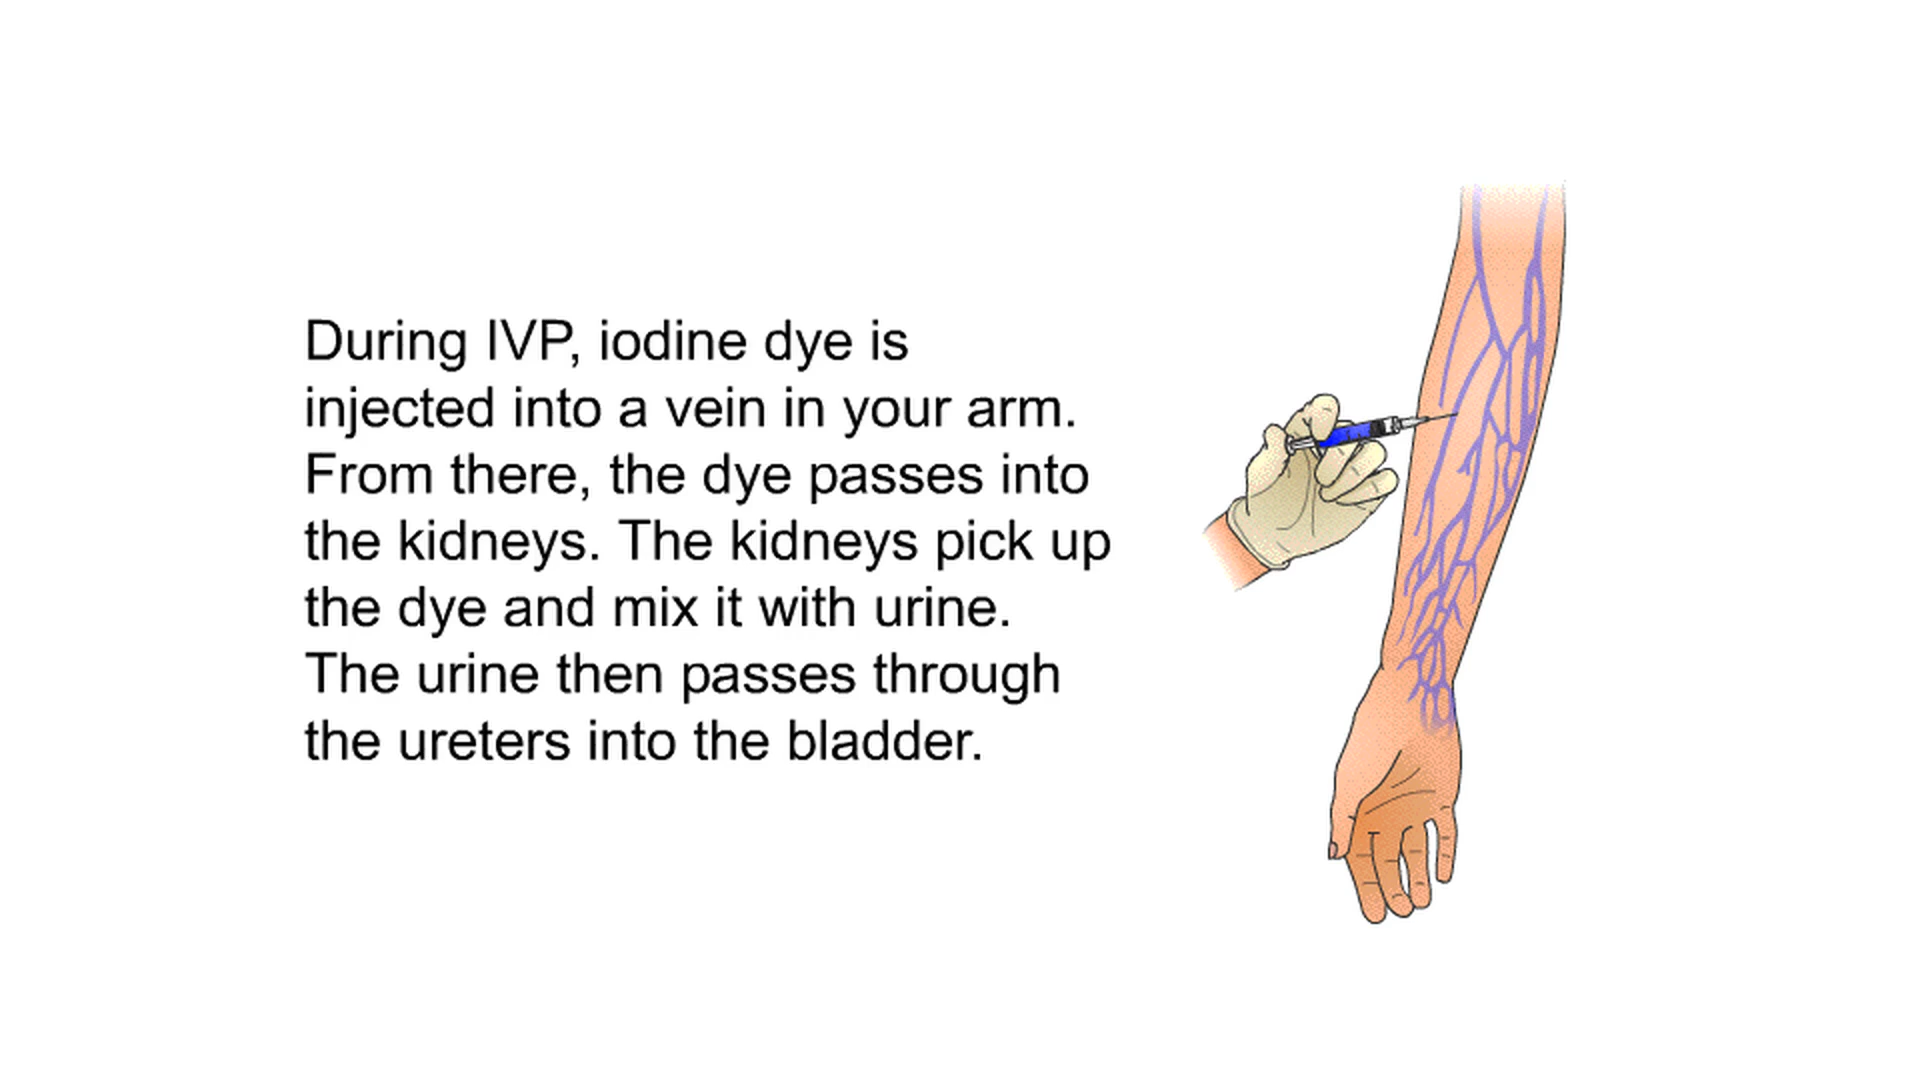 During IVP, iodine dye is
injected into a vein in your arm.
From there, the dye passes into
the kidneys. The kidneys pick up
the dye and mix it with urine.
The urine then passes through
the ureters into the bladder.